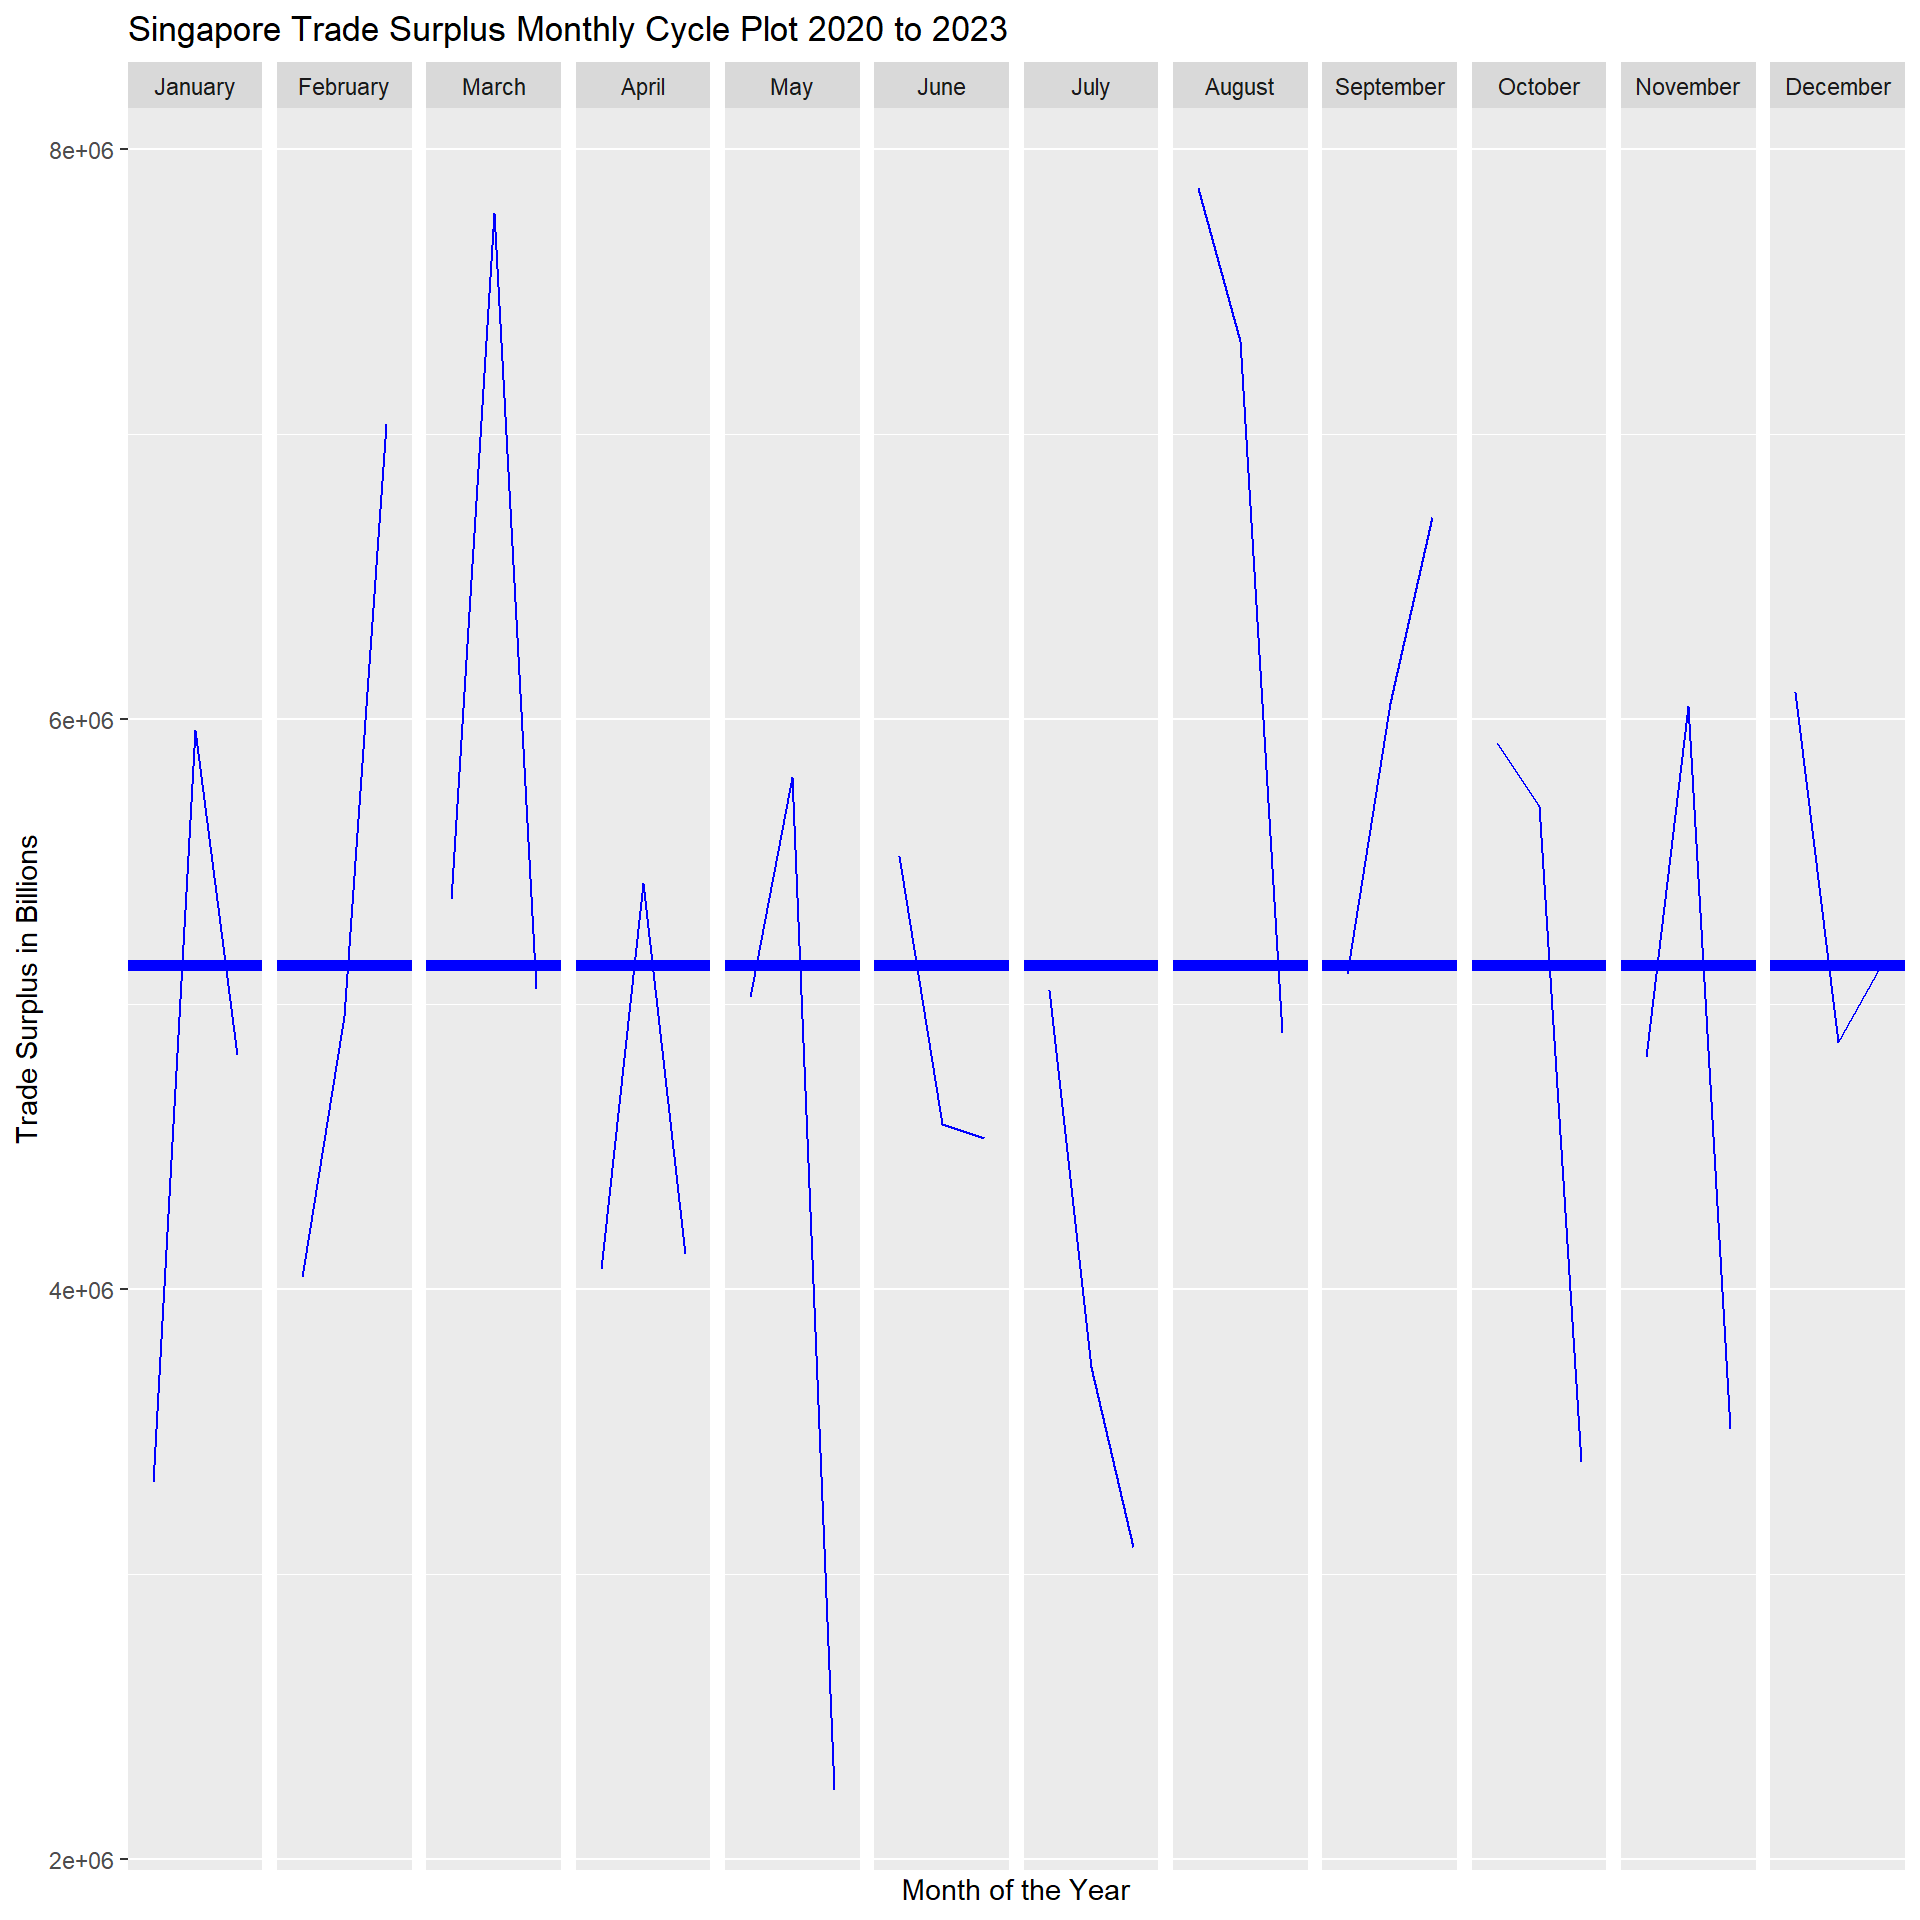 Singapore Trade Surplus Monthly Cycle Plot 2020 to 2023
January February March April May June July August September October November December
8e+06
6e+06
4e+06
2e+06
Trade Surplus in Billions
Month of the Year